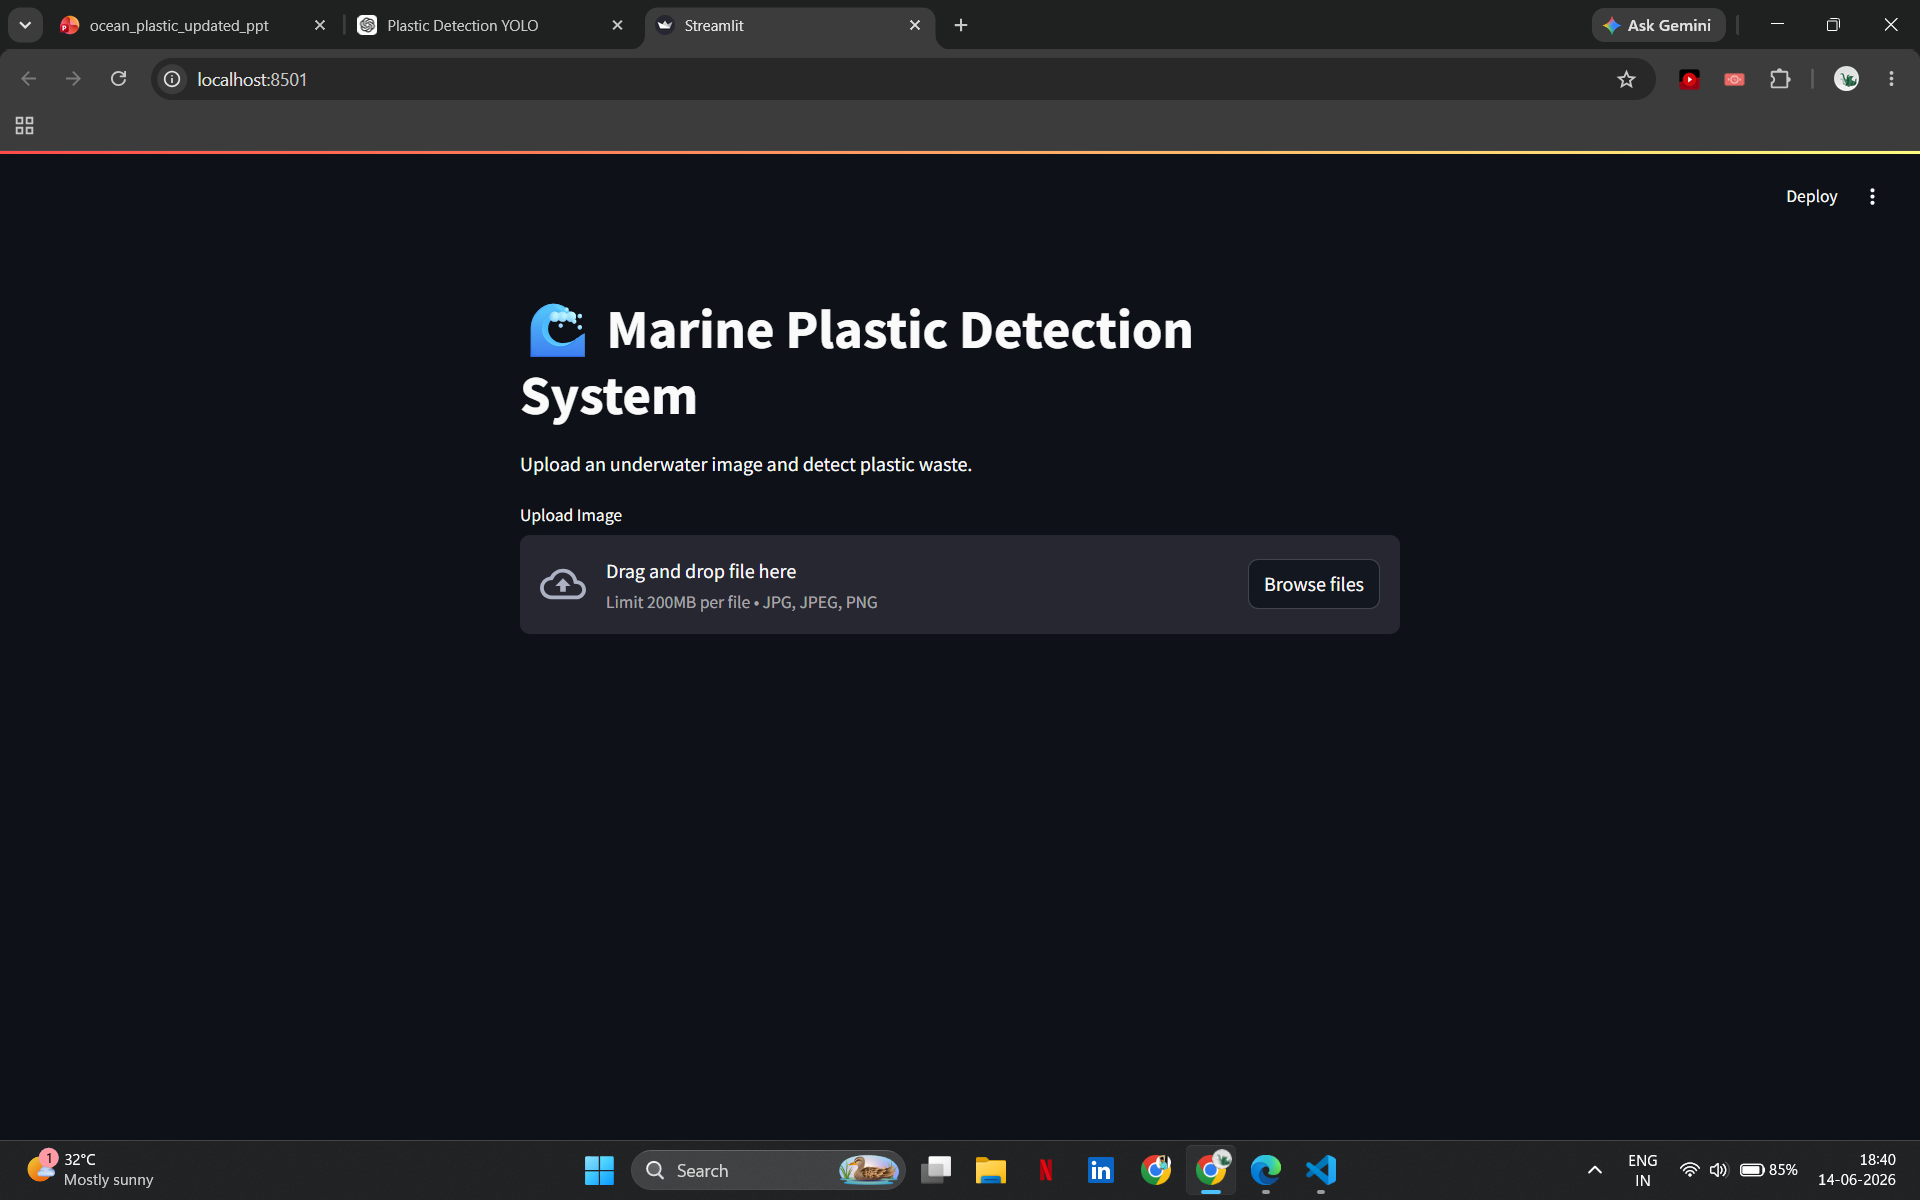 ocean_plastic_updated_ppt
Plastic Detection YOLO
Streamlit
Ask Gemini
localhost:8501
Deploy
Marine Plastic Detection
System
Upload an underwater image and detect plastic waste.
Upload Image
Drag and drop file here
Limit 200MB per file • JPG, JPEG, PNG
Browse files
1
32°C
Mostly sunny
Search
N
in
ENG
IN
85%
18:40
14-06-2026